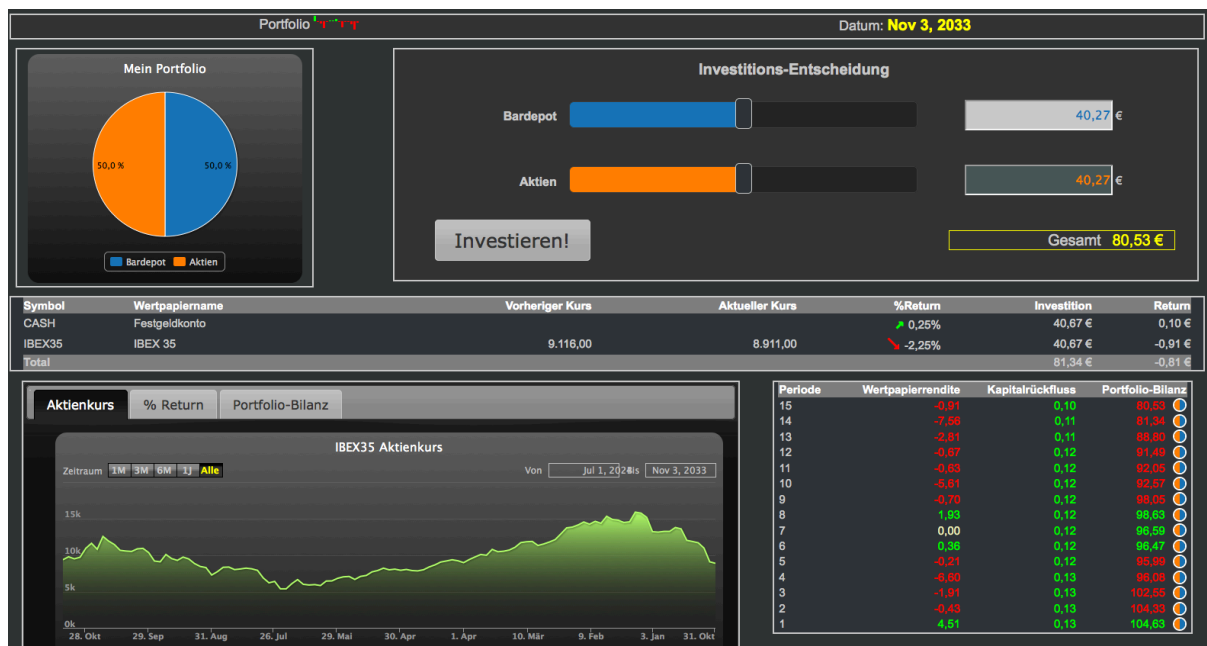 Portfolio Datum: Nov 3, 2033
Mein Portfolio
50,0 % 50,0 %
Bardepot Aktien
Investitions-Entscheidung
Bardepot 40,27 €
Aktien 40,27 €
Investieren! Gesamt 80,53 €
Symbol Wertpapiername Vorheriger Kurs Aktueller Kurs %Return Investition Return
CASH Festgeldkonto 0,25% 40,67 € 0,10 €
IBEX35 IBEX 35 9.116,00 8.911,00 -2,25% 40,67 € -0,91 €
Total 81,34 € -0,81 €
Aktienkurs % Return Portfolio-Bilanz
IBEX35 Aktienkurs
Zeitraum 1M 3M 6M 1J Alle Von Jul 1, Nov 3, 2033
15k
10k
5k
0k
28. Okt 29. Sep 31. Aug 26. Jul 29. Mai 30. Apr 1. Apr 10. Mär 9. Feb 3. Jan 31. Okt
Periode Wertpapierrendite Kapitalrückfluss Portfolio-Bilanz
15 -0,91 0,10 80,53
14 -7,56 0,11 81,34
13 -2,81 0,11 88,80
12 -0,67 0,12 91,49
11 -0,63 0,12 92,05
10 -5,61 0,12 92,57
9 -0,70 0,12 98,05
8 1,93 0,12 98,63
7 0,00 0,12 96,59
6 0,36 0,12 96,47
5 -0,21 0,12 95,99
4 -6,60 0,13 96,08
3 -1,91 0,13 102,55
2 -0,43 0,13 104,33
1 4,51 0,13 104,63